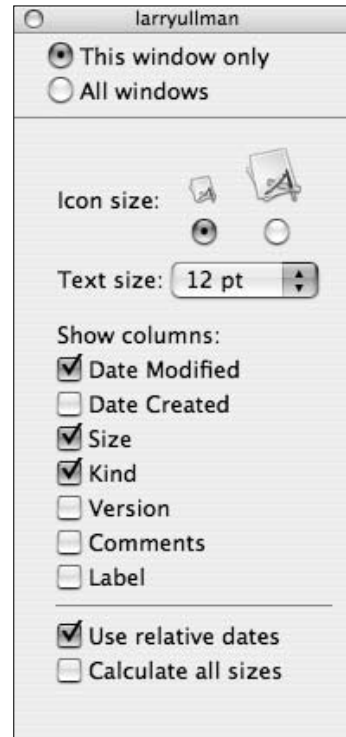 larryullman
This window only
All windows
Icon size:
Text size: 12 pt
Show columns:
Date Modified
Date Created
Size
Kind
Version
Comments
Label
Use relative dates
Calculate all sizes